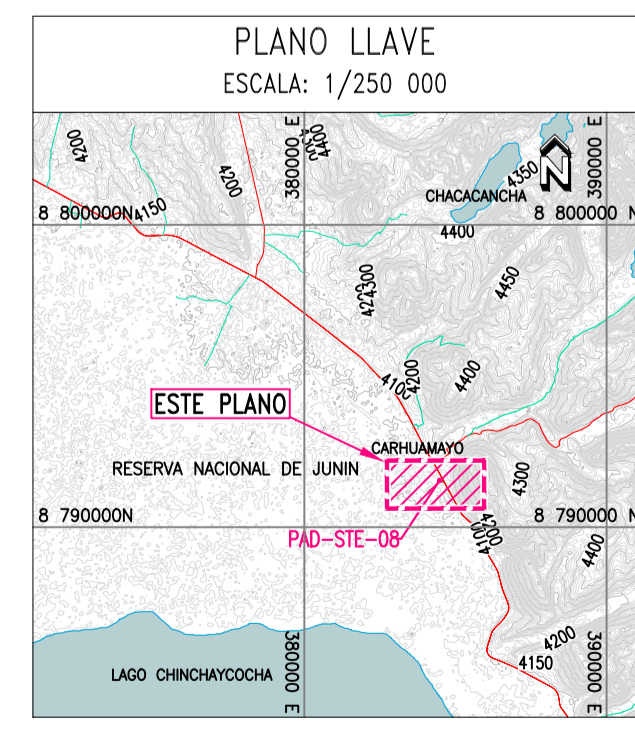 PLANO LLAVE
ESCALA: 1/250 000
4200
4200
380000 E
4300
4400
N
390000 E
4350
CHACACANCHA
8 800000N
4150
8 800000 N
4400
4200
4300
4450
4100
4200
4400
ESTE PLANO
CARHUAMAYO
RESERVA NACIONAL DE JUNIN
4300
8 790000N
PAD-STE-08
4100
4200
8 790000 N
4400
380000 E
4200
4150
390000 E
LAGO CHINCHAYCOCHA